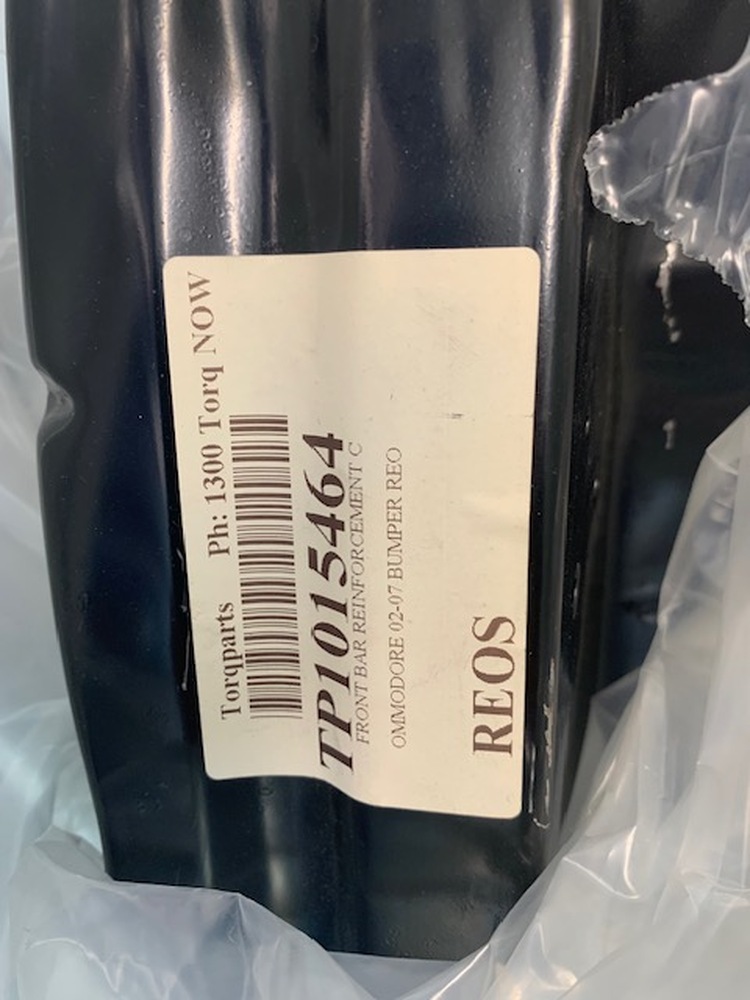 Torqparts Ph: 1300 Torq NOW
TP1015464
FRONT BAR REINFORCEMENT C
OMMODORE 02-07 BUMPER REO
REOS